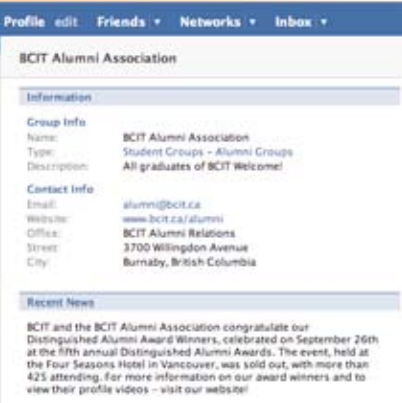 Profile edit Friends ▾ Networks ▾ Inbox ▾
BCIT Alumni Association
Information
Group Info
Name: BCIT Alumni Association
Type: Student Groups - Alumni Groups
Description: All graduates of BCIT Welcome!
Contact Info
Email: alumni@bcit.ca
Website: www.bcit.ca/alumni
Office: BCIT Alumni Relations
Street: 3700 Willingdon Avenue
City: Burnaby, British Columbia
Recent News
BCIT and the BCIT Alumni Association congratulate our
Distinguished Alumni Award Winners, celebrated on September 26th
at the fifth annual Distinguished Alumni Awards. The event, held at
the Four Seasons Hotel in Vancouver, was sold out, with more than
425 attending. For more information on our award winners and to
view their profile videos - visit our website!